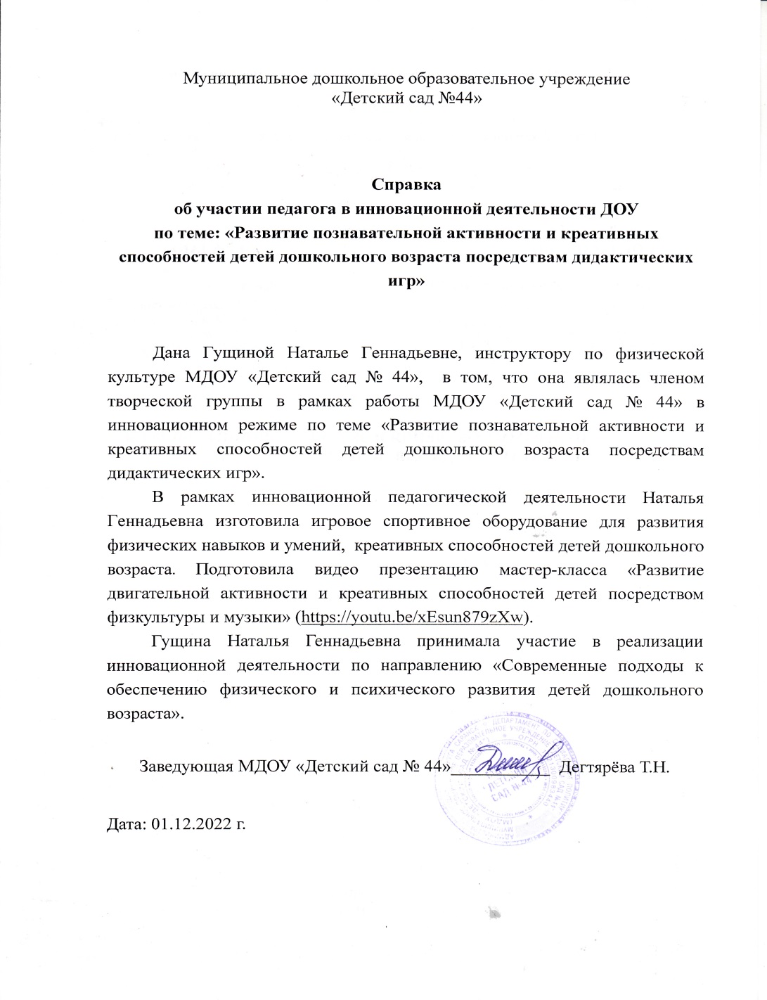 Муниципальное дошкольное образовательное учреждение
«Детский сад №44»
Справка
об участии педагога в инновационной деятельности ДОУ
по теме: «Развитие познавательной активности и креативных
способностей детей дошкольного возраста посредствам дидактических
игр»
Дана Гущиной Наталье Геннадьевне, инструктору по физической
культуре МДОУ «Детский сад № 44», в том, что она являлась членом
творческой группы в рамках работы МДОУ «Детский сад № 44» в
инновационном режиме по теме «Развитие познавательной активности и
креативных способностей детей дошкольного возраста посредствам
дидактических игр».
В рамках инновационной педагогической деятельности Наталья
Геннадьевна изготовила игровое спортивное оборудование для развития
физических навыков и умений, креативных способностей детей дошкольного
возраста. Подготовила видео презентацию мастер-класса «Развитие
двигательной активности и креативных способностей детей посредством
физкультуры и музыки» (https://youtu.be/xEsun879zXw).
Гущина Наталья Геннадьевна принимала участие в реализации
инновационной деятельности по направлению «Современные подходы к
обеспечению физического и психического развития детей дошкольного
возраста».
Заведующая МДОУ «Детский сад № 44»___________ Дегтярёва Т.Н.
ДЕТСКИЙ
САД №44
Дата: 01.12.2022 г.